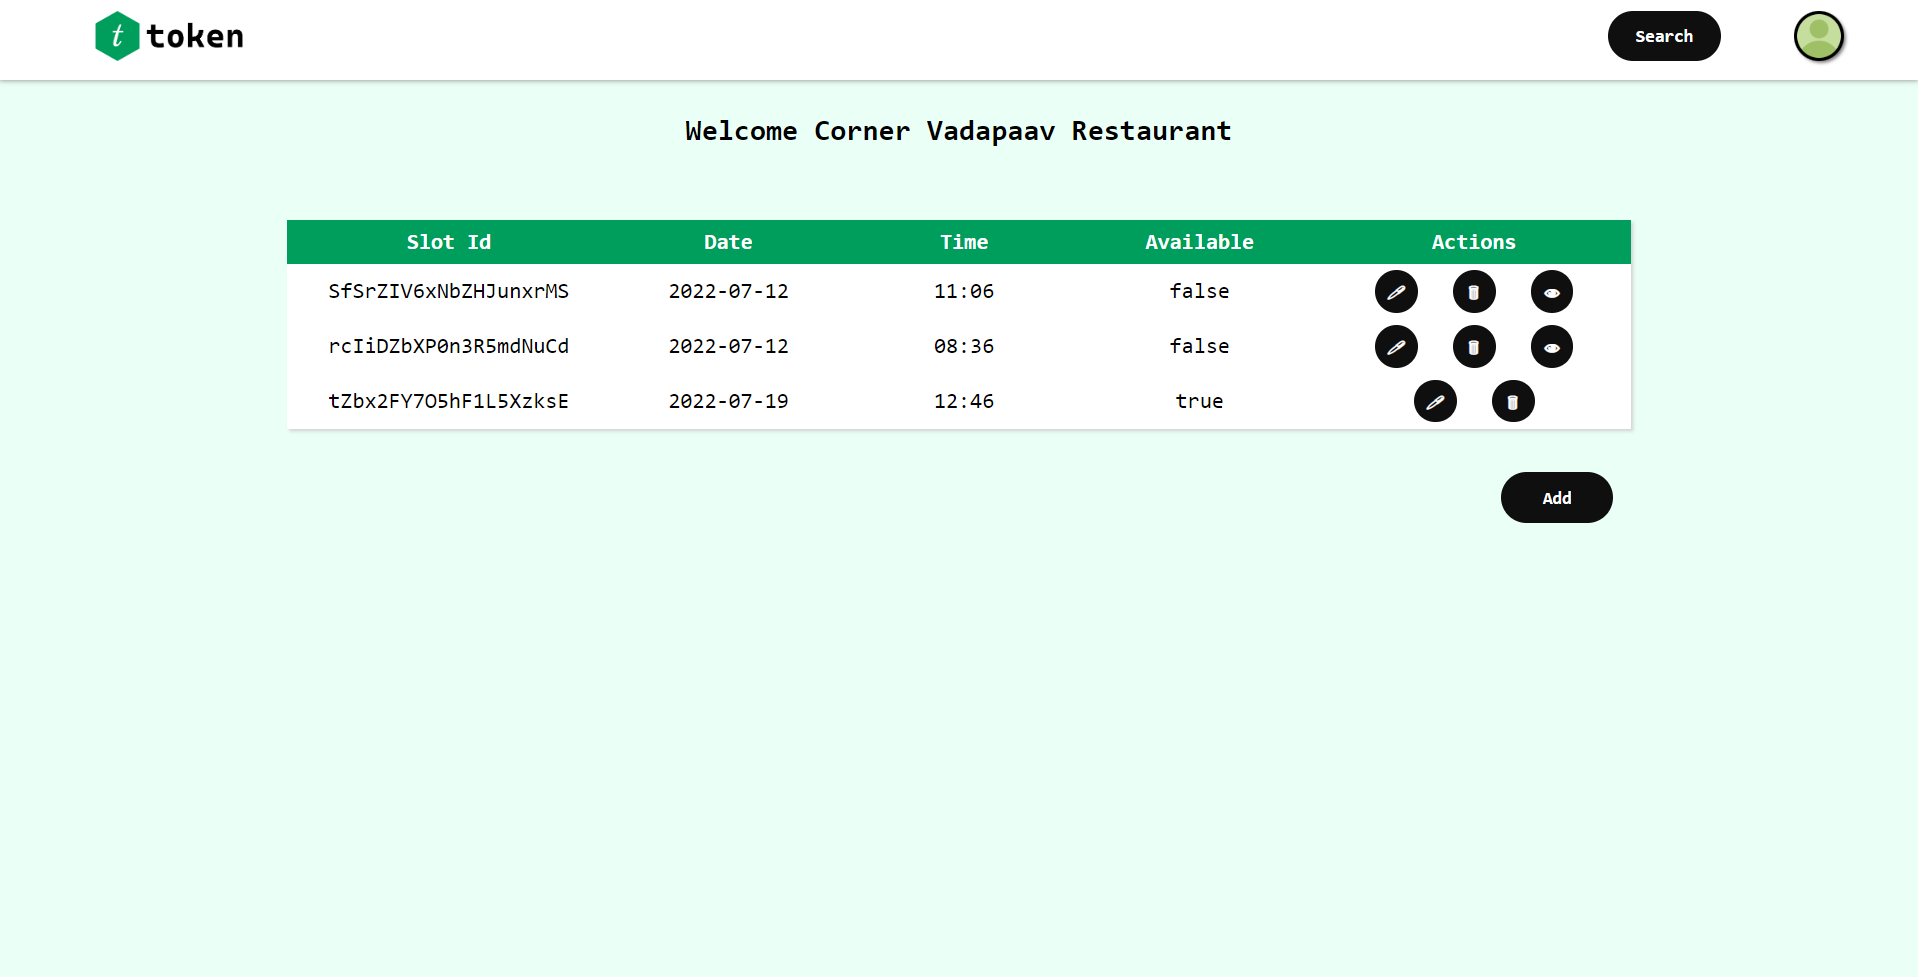 t token
Search
Welcome Corner Vadapaav Restaurant
Slot Id Date Time Available Actions
SfSrZIV6xNbZHJunxrMS 2022-07-12 11:06 false
rcIiDZbXP0n3R5mdNuCd 2022-07-12 08:36 false
tZbx2FY7O5hF1L5XzksE 2022-07-19 12:46 true
Add